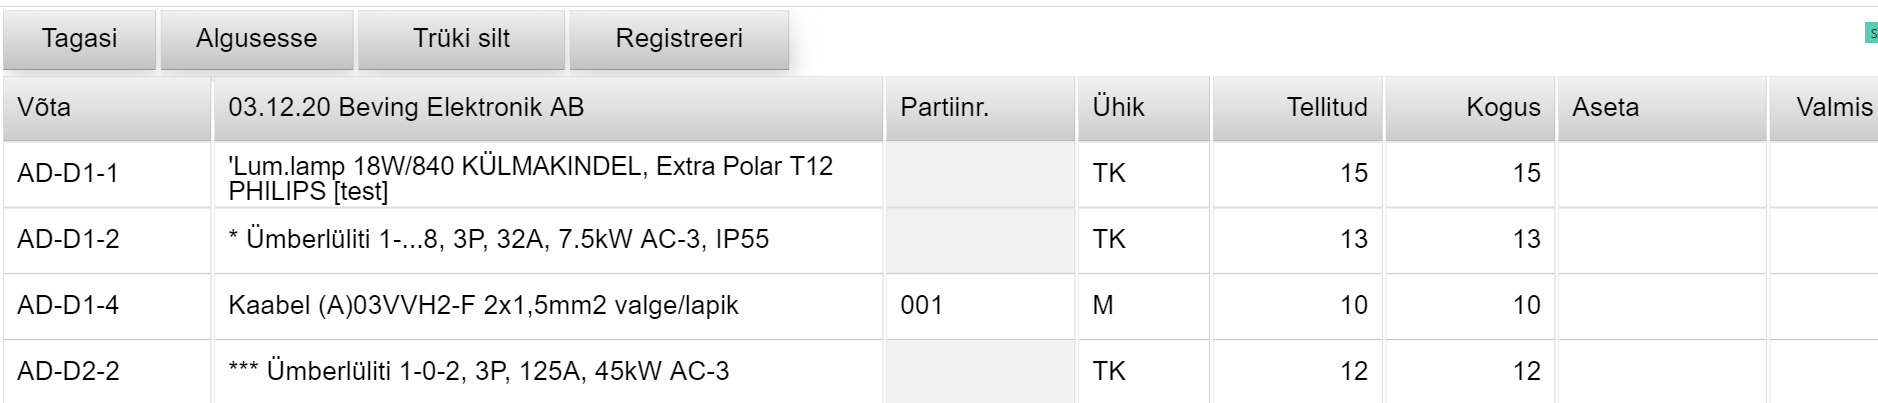 Tagasi Algusesse Trüki silt Registreeri
Võta 03.12.20 Beving Elektronik AB Partiinr. Ühik Tellitud Kogus Aseta Valmis
AD-D1-1 'Lum.lamp 18W/840 KÜLMAKINDEL, Extra Polar T12 TK 15 15
PHILIPS [test]
AD-D1-2 * Ümberlüliti 1-...8, 3P, 32A, 7.5kW AC-3, IP55 TK 13 13
AD-D1-4 Kaabel (A)03VVH2-F 2x1,5mm2 valge/lapik 001 M 10 10
AD-D2-2 *** Ümberlüliti 1-0-2, 3P, 125A, 45kW AC-3 TK 12 12